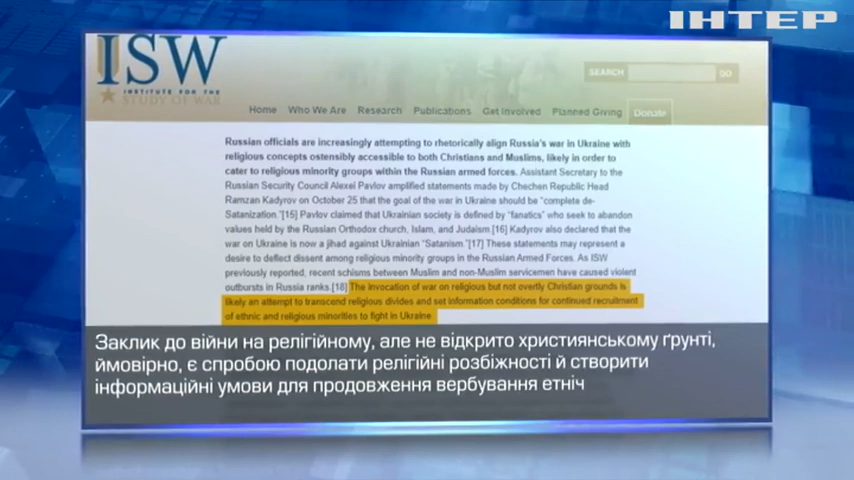 ІНТЕР
ISW
INSTITUTE FOR THE
STUDY OF WAR
SEARCH GO
Home Who We Are Research Publications Get Involved Planned Giving Donate
Russian officials are increasingly attempting to rhetorically align Russia's war in Ukraine with
religious concepts ostensibly accessible to both Christians and Muslims, likely in order to
cater to religious minority groups within the Russian armed forces. Assistant Secretary to the
Russian Security Council Alexei Pavlov amplified statements made by Chechen Republic Head
Ramzan Kadyrov on October 25 that the goal of the war in Ukraine should be "complete de-
Satanization."[15] Pavlov claimed that Ukrainian society is defined by "fanatics" who seek to abandon
values held by the Russian Orthodox church, Islam, and Judaism.[16] Kadyrov also declared that the
war on Ukraine is now a jihad against Ukrainian "Satanism."[17] These statements may represent a
desire to deflect dissent among religious minority groups in the Russian Armed Forces. As ISW
previously reported, recent schisms between Muslim and non-Muslim servicemen have caused violent
outbursts in Russia ranks.[18] The invocation of war on religious but not overtly Christian grounds is
likely an attempt to transcend religious divides and set information conditions for continued recruitment
of ethnic and religious minorities to fight in Ukraine.
Заклик до війни на релігійному, але не відкрито християнському ґрунті,
ймовірно, є спробою подолати релігійні розбіжності й створити
інформаційні умови для продовження вербування етніч